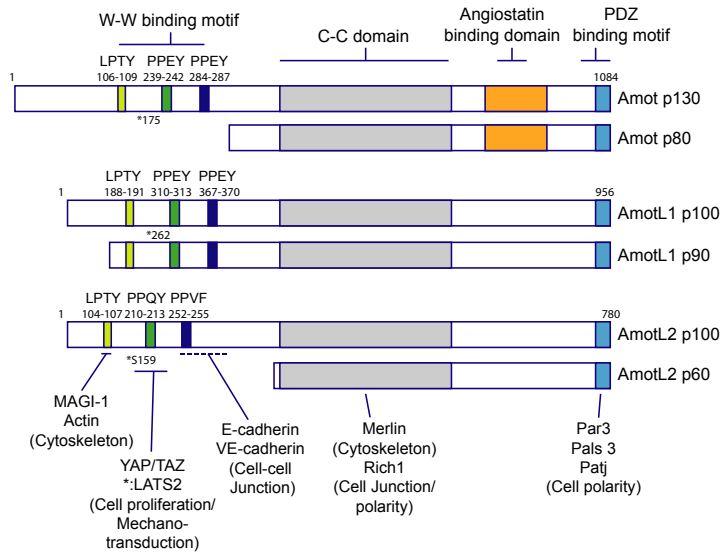 W-W binding motif
C-C domain
Angiostatin
binding domain
PDZ
binding motif
LPTY PPEY PPEY
1 106-109 239-242 284-287 1084
Amot p130
*175
Amot p80
LPTY PPEY PPEY
1 188-191 310-313 367-370 956
AmotL1 p100
*262
AmotL1 p90
LPTY PPQY PPVF
1 104-107 210-213 252-255 780
AmotL2 p100
*S159
AmotL2 p60
MAGI-1
Actin
(Cytoskeleton)
YAP/TAZ
*:LATS2
(Cell proliferation/
Mechano-
transduction)
E-cadherin
VE-cadherin
(Cell-cell
Junction)
Merlin
(Cytoskeleton)
Rich1
(Cell Junction/
polarity)
Par3
Pals 3
Patj
(Cell polarity)